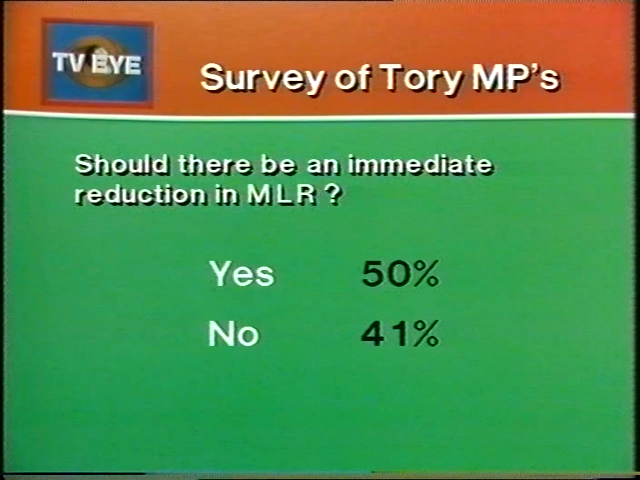 TV EYE
Survey of Tory MP's
Should there be an immediate
reduction in MLR ?
Yes 50%
No 41%